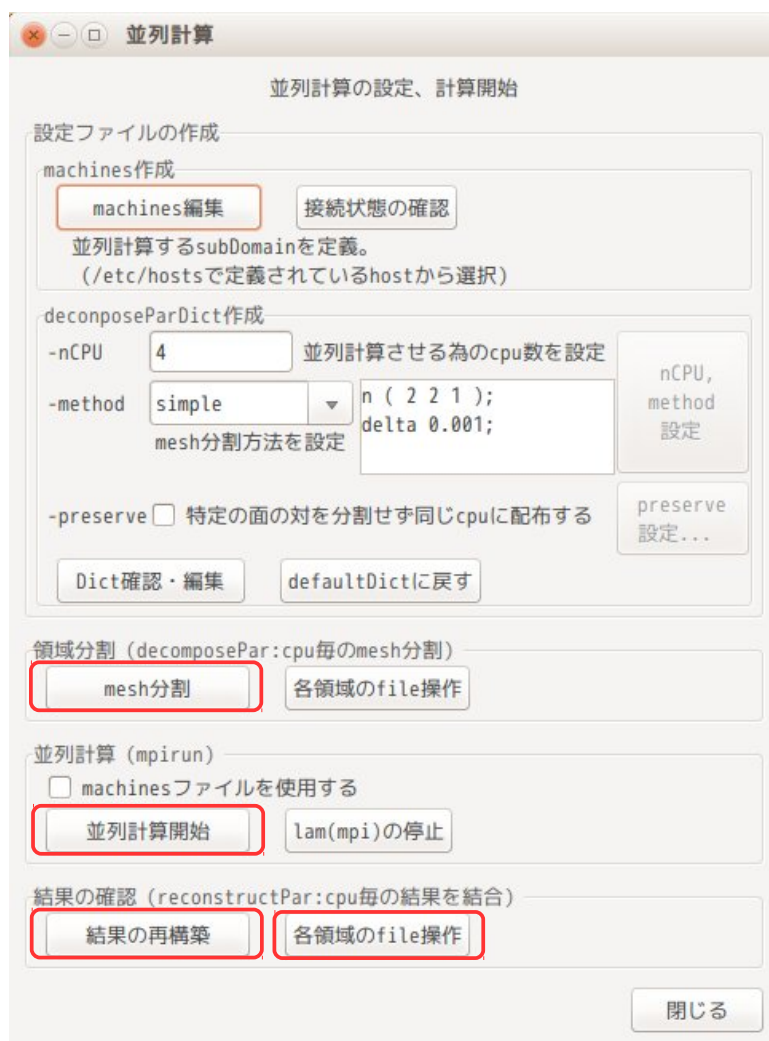 並列計算
並列計算の設定、計算開始
設定ファイルの作成
machines作成
machines編集
接続状態の確認
並列計算するsubDomainを定義。
(/etc/hostsで定義されているhostから選択)
deconposeParDict作成
-nCPU 4 並列計算させる為のcpu数を設定
-method simple
mesh分割方法を設定
n ( 2 2 1 );
delta 0.001;
nCPU,
method
設定
-preserve 特定の面の対を分割せず同じcpuに配布する
preserve
設定...
Dict確認・編集
defaultDictに戻す
領域分割 (decomposePar:cpu毎のmesh分割)
mesh分割
各領域のfile操作
並列計算 (mpirun)
machinesファイルを使用する
並列計算開始
lam(mpi)の停止
結果の確認 (reconstructPar:cpu毎の結果を結合)
結果の再構築
各領域のfile操作
閉じる